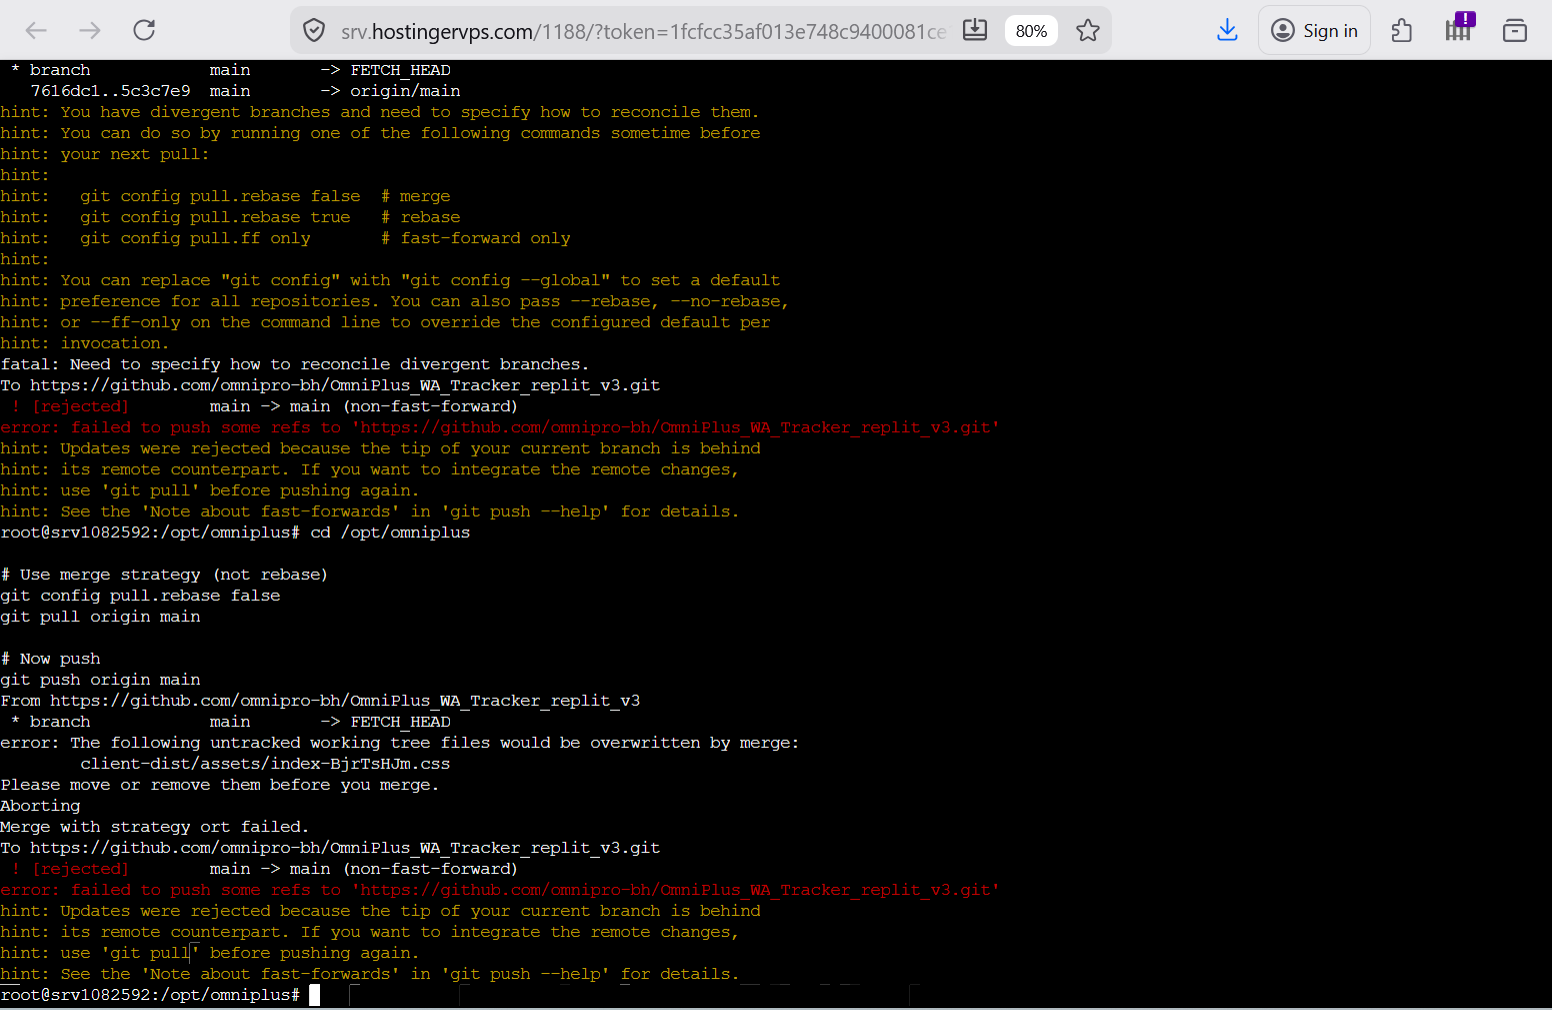 srv.hostingervps.com/1188/?token=1fcfcc35af013e748c9400081ce
80%
Sign in
 * branch            main       -> FETCH_HEAD
   7616dc1..5c3c7e9  main       -> origin/main
hint: You have divergent branches and need to specify how to reconcile them.
hint: You can do so by running one of the following commands sometime before
hint: your next pull:
hint:
hint:   git config pull.rebase false  # merge
hint:   git config pull.rebase true   # rebase
hint:   git config pull.ff only       # fast-forward only
hint:
hint: You can replace "git config" with "git config --global" to set a default
hint: preference for all repositories. You can also pass --rebase, --no-rebase,
hint: or --ff-only on the command line to override the configured default per
hint: invocation.
fatal: Need to specify how to reconcile divergent branches.
To https://github.com/omnipro-bh/OmniPlus_WA_Tracker_replit_v3.git
 ! [rejected]        main -> main (non-fast-forward)
error: failed to push some refs to 'https://github.com/omnipro-bh/OmniPlus_WA_Tracker_replit_v3.git'
hint: Updates were rejected because the tip of your current branch is behind
hint: its remote counterpart. If you want to integrate the remote changes,
hint: use 'git pull' before pushing again.
hint: See the 'Note about fast-forwards' in 'git push --help' for details.
root@srv1082592:/opt/omniplus# cd /opt/omniplus

# Use merge strategy (not rebase)
git config pull.rebase false
git pull origin main

# Now push
git push origin main
From https://github.com/omnipro-bh/OmniPlus_WA_Tracker_replit_v3
 * branch            main       -> FETCH_HEAD
error: The following untracked working tree files would be overwritten by merge:
        client-dist/assets/index-BjrTsHJm.css
Please move or remove them before you merge.
Aborting
Merge with strategy ort failed.
To https://github.com/omnipro-bh/OmniPlus_WA_Tracker_replit_v3.git
 ! [rejected]        main -> main (non-fast-forward)
error: failed to push some refs to 'https://github.com/omnipro-bh/OmniPlus_WA_Tracker_replit_v3.git'
hint: Updates were rejected because the tip of your current branch is behind
hint: its remote counterpart. If you want to integrate the remote changes,
hint: use 'git pull' before pushing again.
hint: See the 'Note about fast-forwards' in 'git push --help' for details.
root@srv1082592:/opt/omniplus#